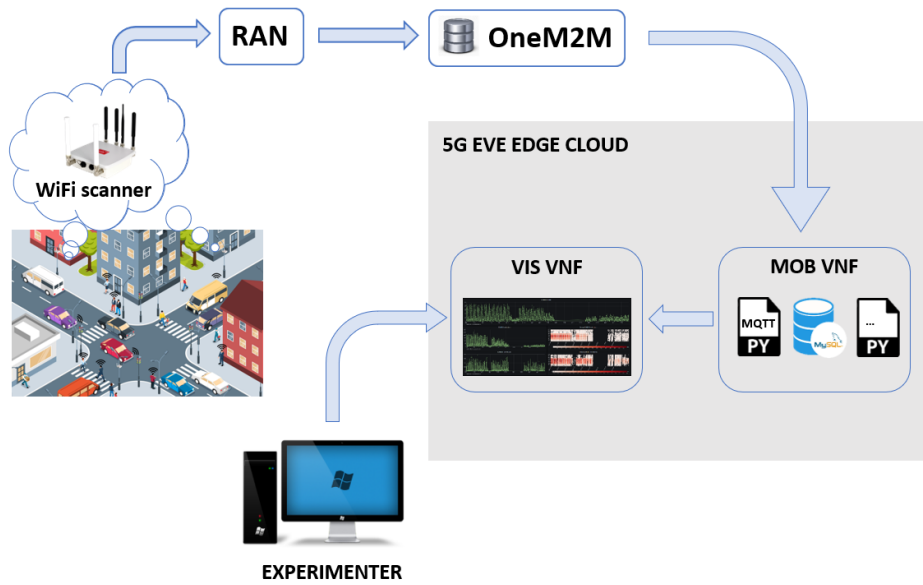 RAN
OneM2M
WiFi scanner
5G EVE EDGE CLOUD
VIS VNF
MOB VNF
MQTT
PY
MySQL
...
PY
EXPERIMENTER